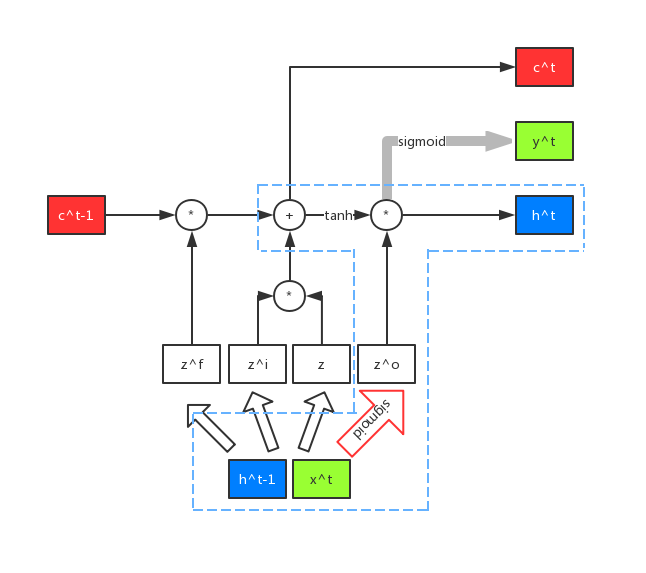 c^t
sigmoid
y^t
c^t-1
*
+
tanh
*
h^t
*
z^f
z^i
z
z^o
sigmoid
h^t-1
x^t